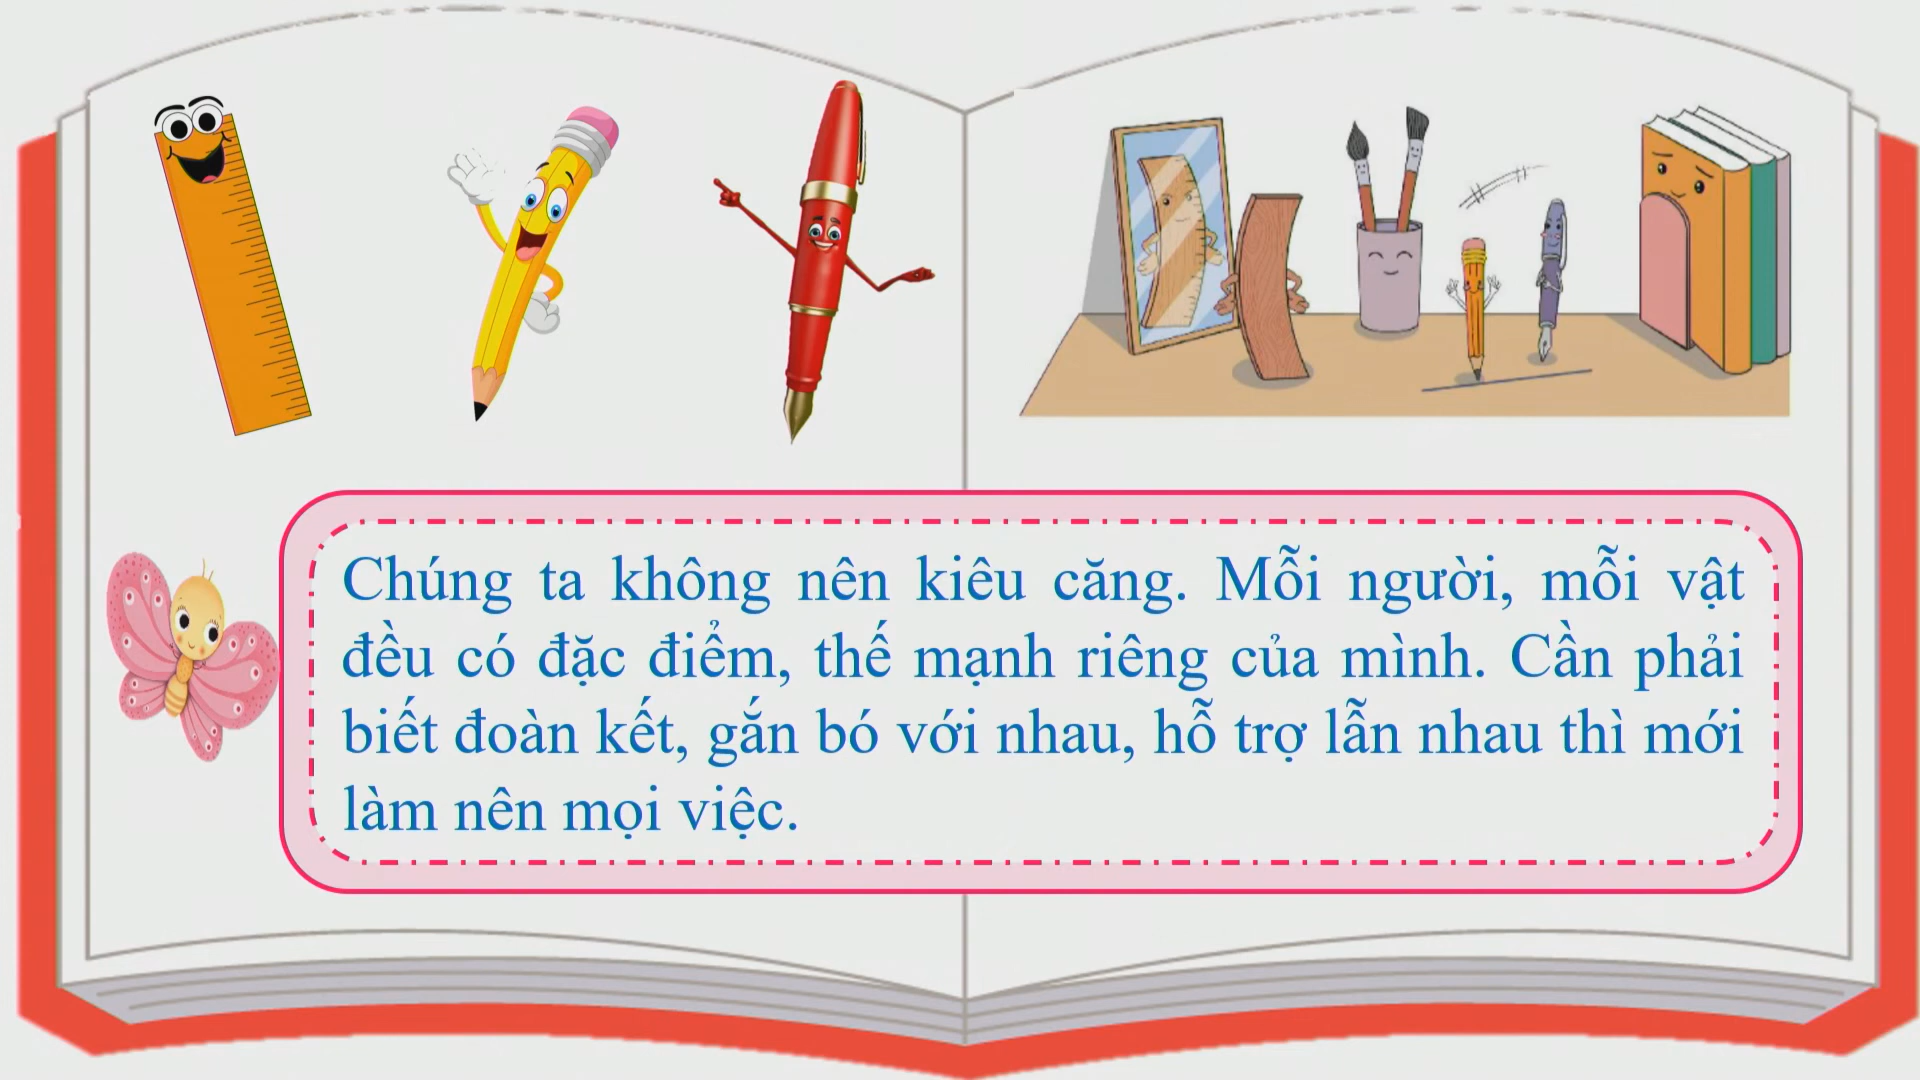 Chúng ta không nên kiêu căng. Mỗi người, mỗi vật
đều có đặc điểm, thế mạnh riêng của mình. Cần phải
biết đoàn kết, gắn bó với nhau, hỗ trợ lẫn nhau thì mới
làm nên mọi việc.